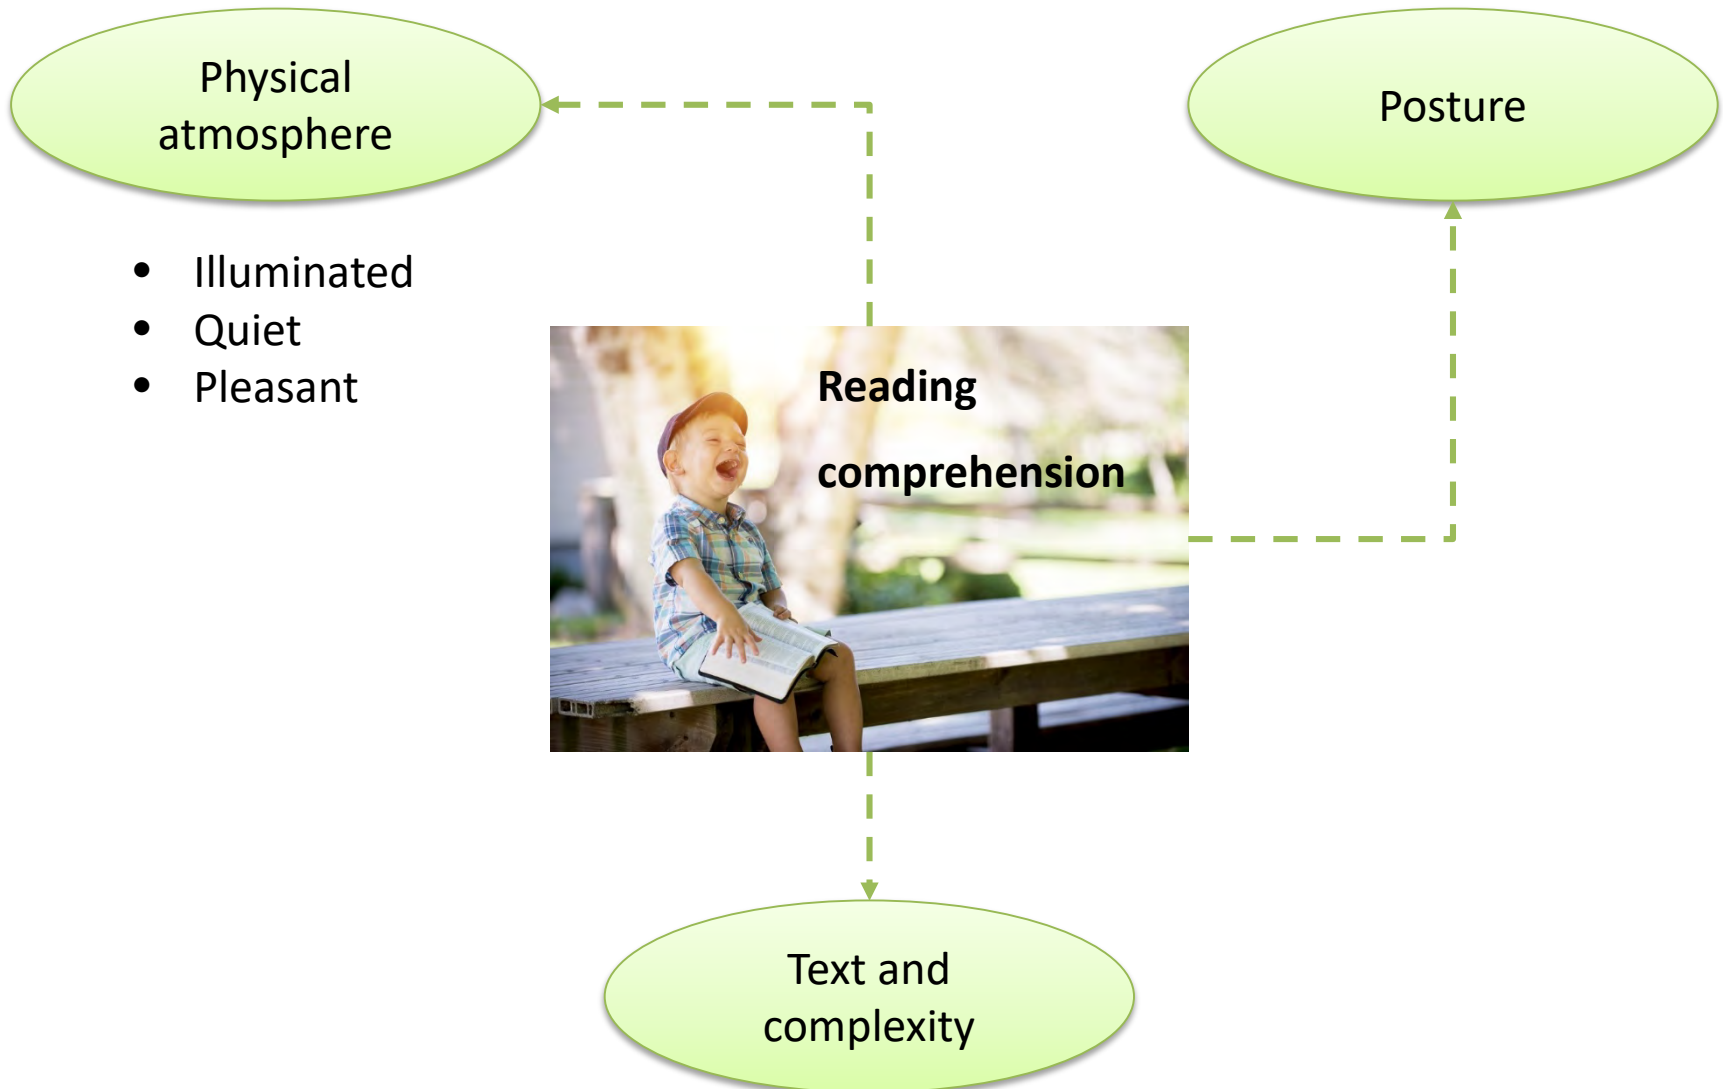 Physical
atmosphere
Posture
• Illuminated
• Quiet
• Pleasant
Reading
comprehension
Text and
complexity